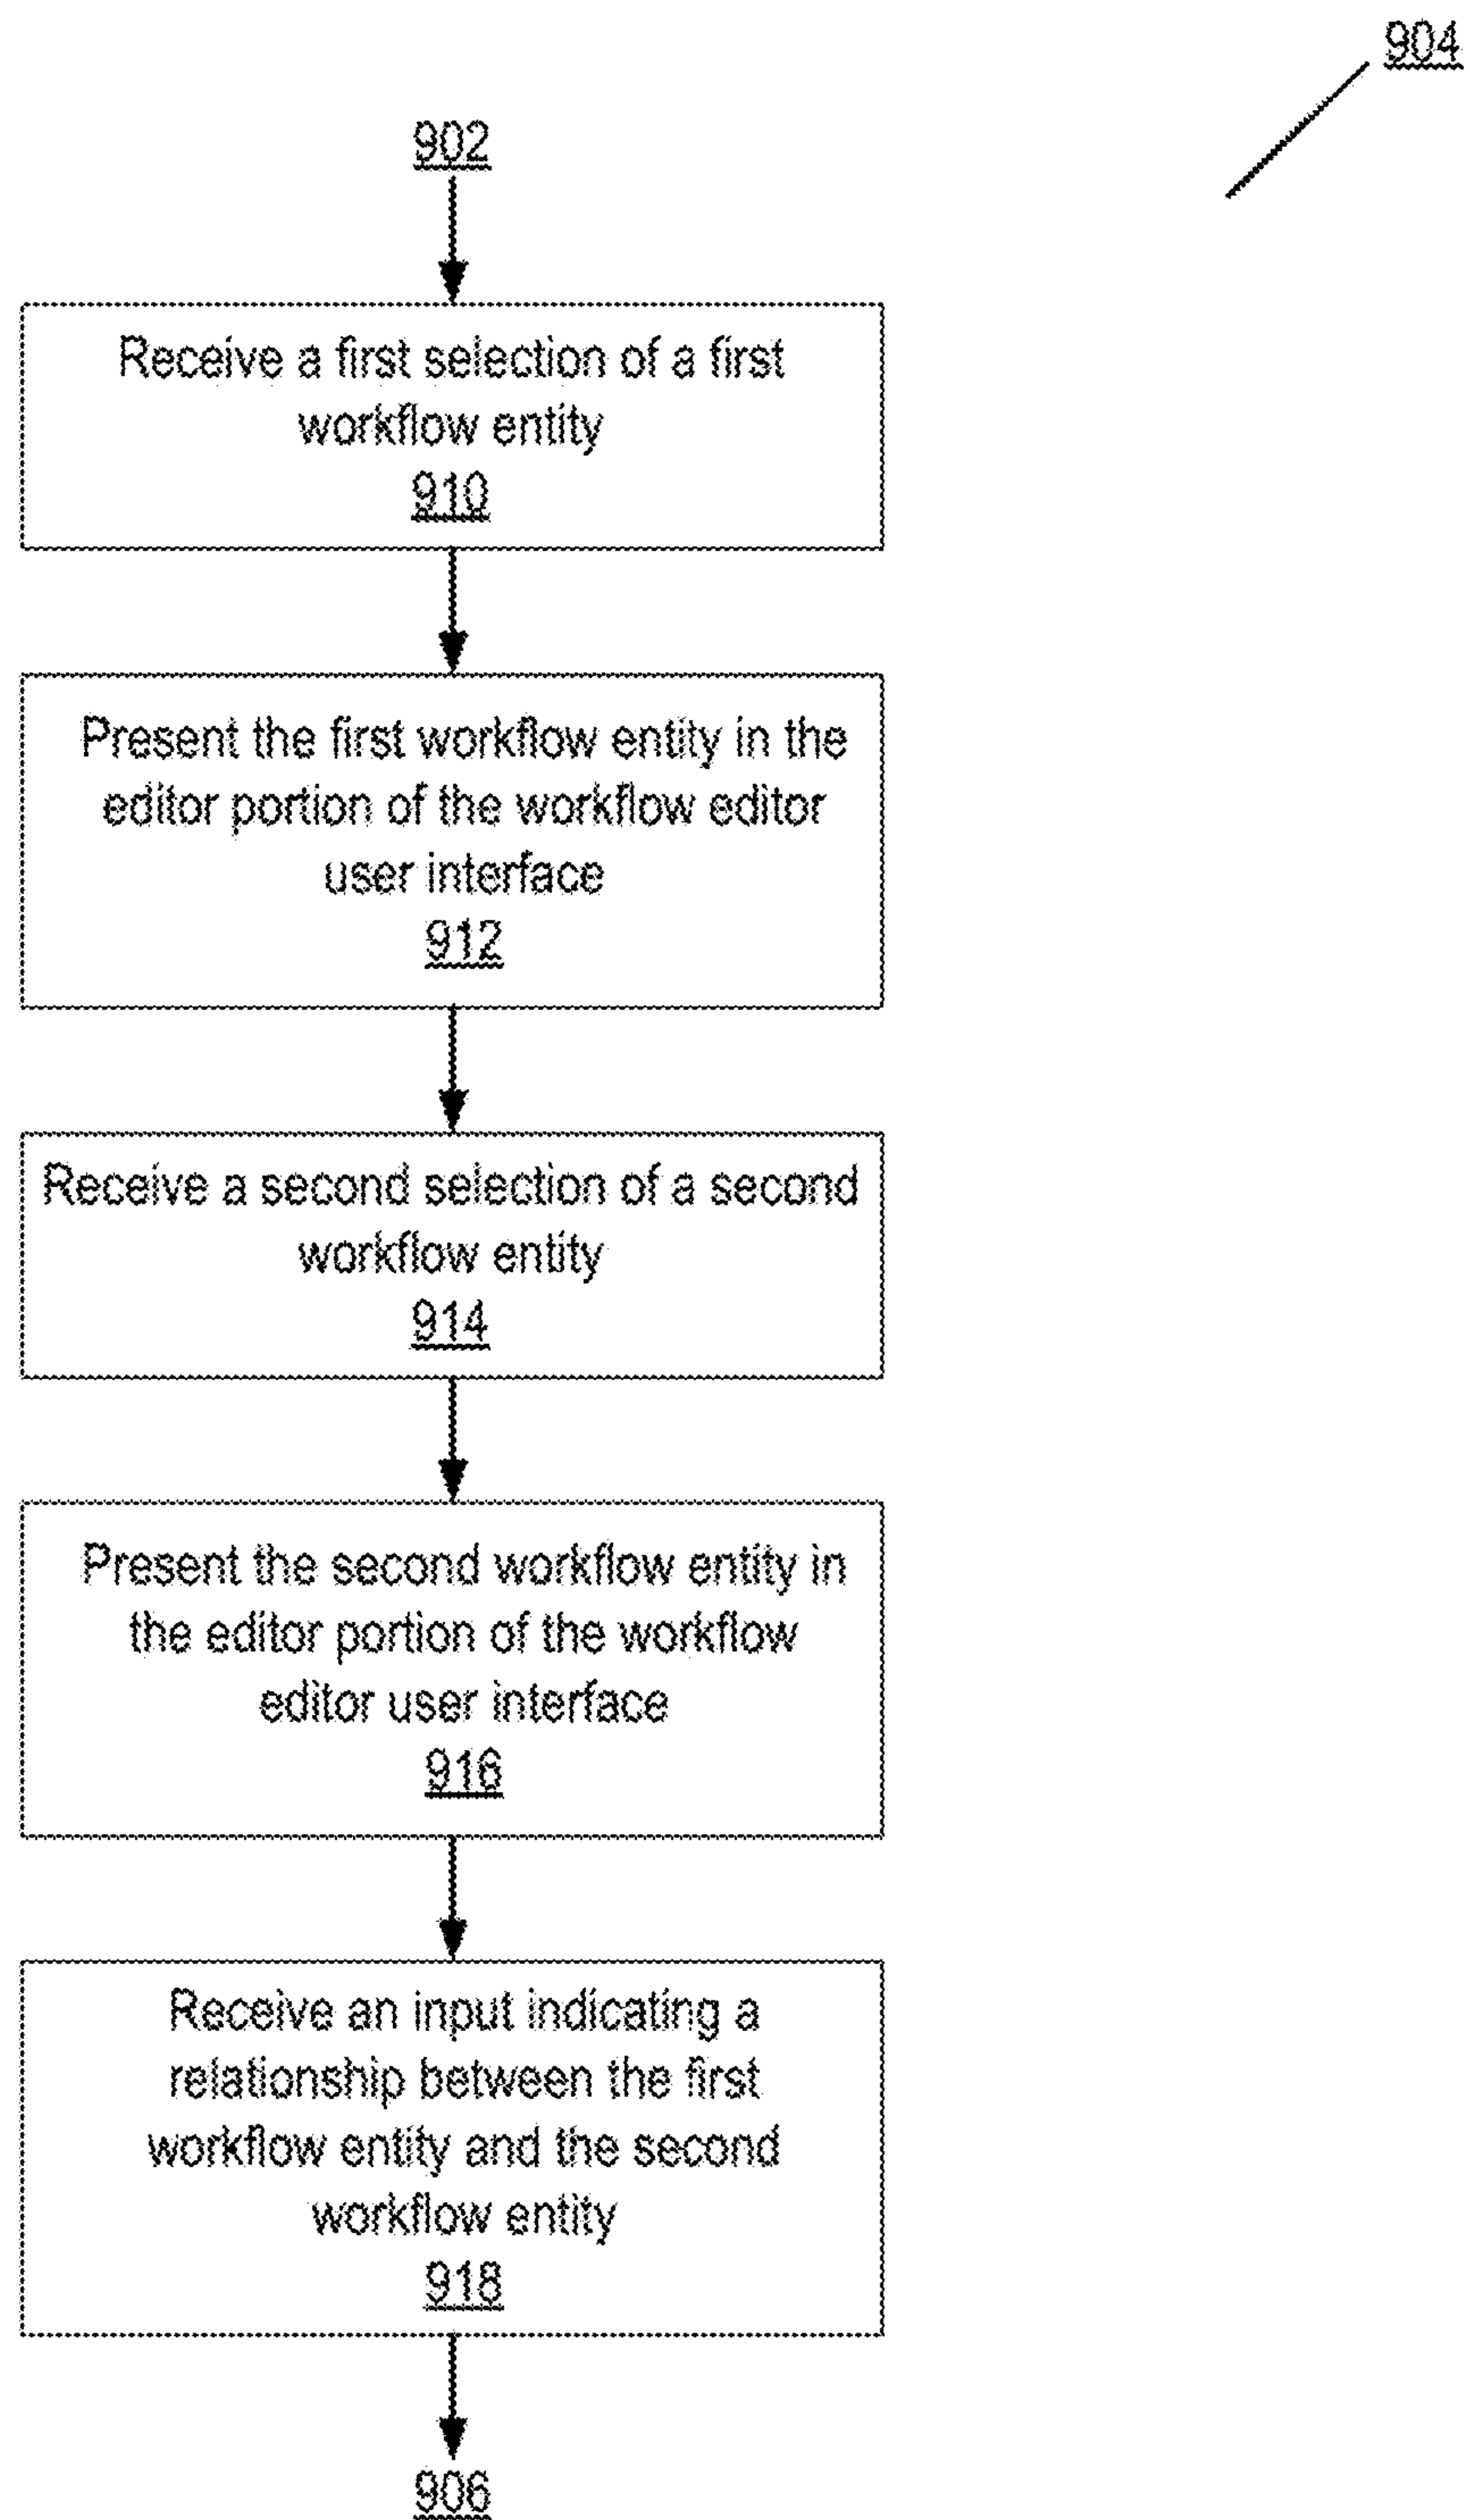 904
902
Receive a first selection of a first
workflow entity
910
Present the first workflow entity in the
editor portion of the workflow editor
user interface
912
Receive a second selection of a second
workflow entity
914
Present the second workflow entity in
the editor portion of the workflow
editor user interface
916
Receive an input indicating a
relationship between the first
workflow entity and the second
workflow entity
918
906